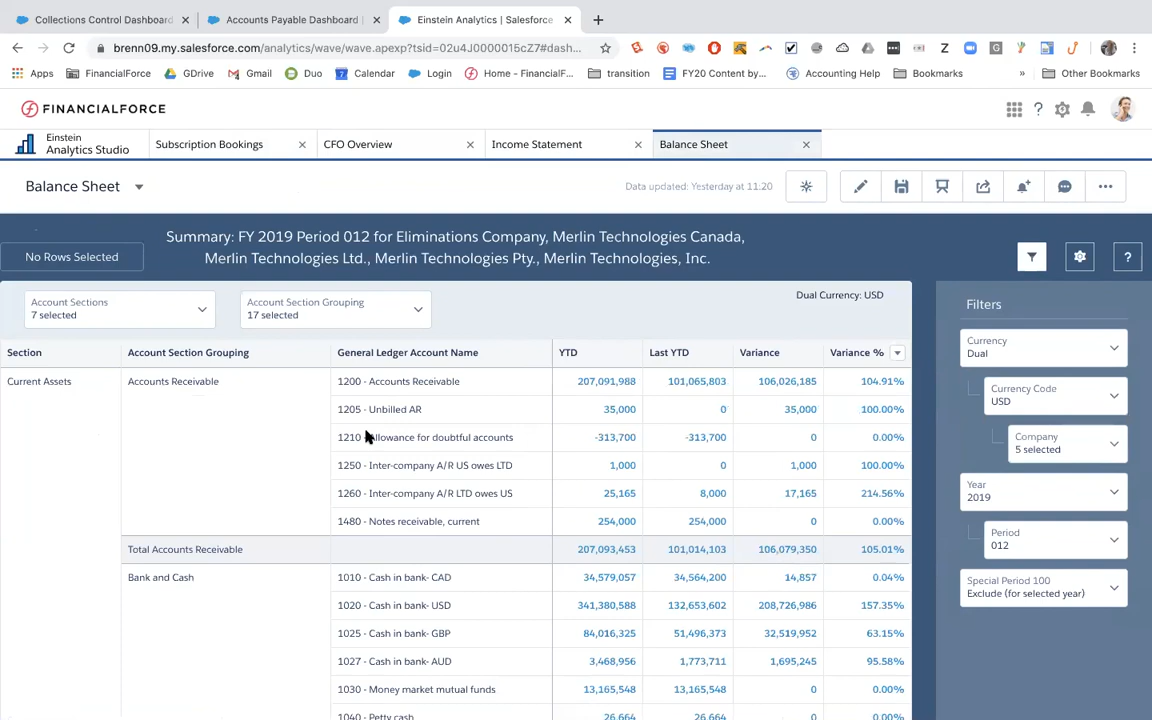 Collections Control Dashboard
Accounts Payable Dashboard |
Einstein Analytics | Salesforce
brenn09.my.salesforce.com/analytics/wave/wave.apexp?tsid=02u4J0000015cZ7#dash...
Apps
FinancialForce
GDrive
Gmail
Duo
Calendar
Login
Home – FinancialF...
transition
FY20 Content by...
Accounting Help
Bookmarks
»
Other Bookmarks
FINANCIALFORCE
Einstein
Analytics Studio
Subscription Bookings
CFO Overview
Income Statement
Balance Sheet
Balance Sheet
Data updated: Yesterday at 11:20
No Rows Selected
Summary: FY 2019 Period 012 for Eliminations Company, Merlin Technologies Canada,
Merlin Technologies Ltd., Merlin Technologies Pty., Merlin Technologies, Inc.
Account Sections
7 selected
Account Section Grouping
17 selected
Dual Currency: USD
Section Account Section Grouping General Ledger Account Name YTD Last YTD Variance Variance %
Current Assets Accounts Receivable 1200 - Accounts Receivable 207,091,988 101,065,803 106,026,185 104.91%
1205 - Unbilled AR 35,000 0 35,000 100.00%
1210 - Allowance for doubtful accounts -313,700 -313,700 0 0.00%
1250 - Inter-company A/R US owes LTD 1,000 0 1,000 100.00%
1260 - Inter-company A/R LTD owes US 25,165 8,000 17,165 214.56%
1480 - Notes receivable, current 254,000 254,000 0 0.00%
Total Accounts Receivable 207,093,453 101,014,103 106,079,350 105.01%
Bank and Cash 1010 - Cash in bank- CAD 34,579,057 34,564,200 14,857 0.04%
1020 - Cash in bank- USD 341,380,588 132,653,602 208,726,986 157.35%
1025 - Cash in bank- GBP 84,016,325 51,496,373 32,519,952 63.15%
1027 - Cash in bank- AUD 3,468,956 1,773,711 1,695,245 95.58%
1030 - Money market mutual funds 13,165,548 13,165,548 0 0.00%
1040 - Petty cash 26,664 26,664 0 0.00%
Filters
Currency
Dual
Currency Code
USD
Company
5 selected
Year
2019
Period
012
Special Period 100
Exclude (for selected year)